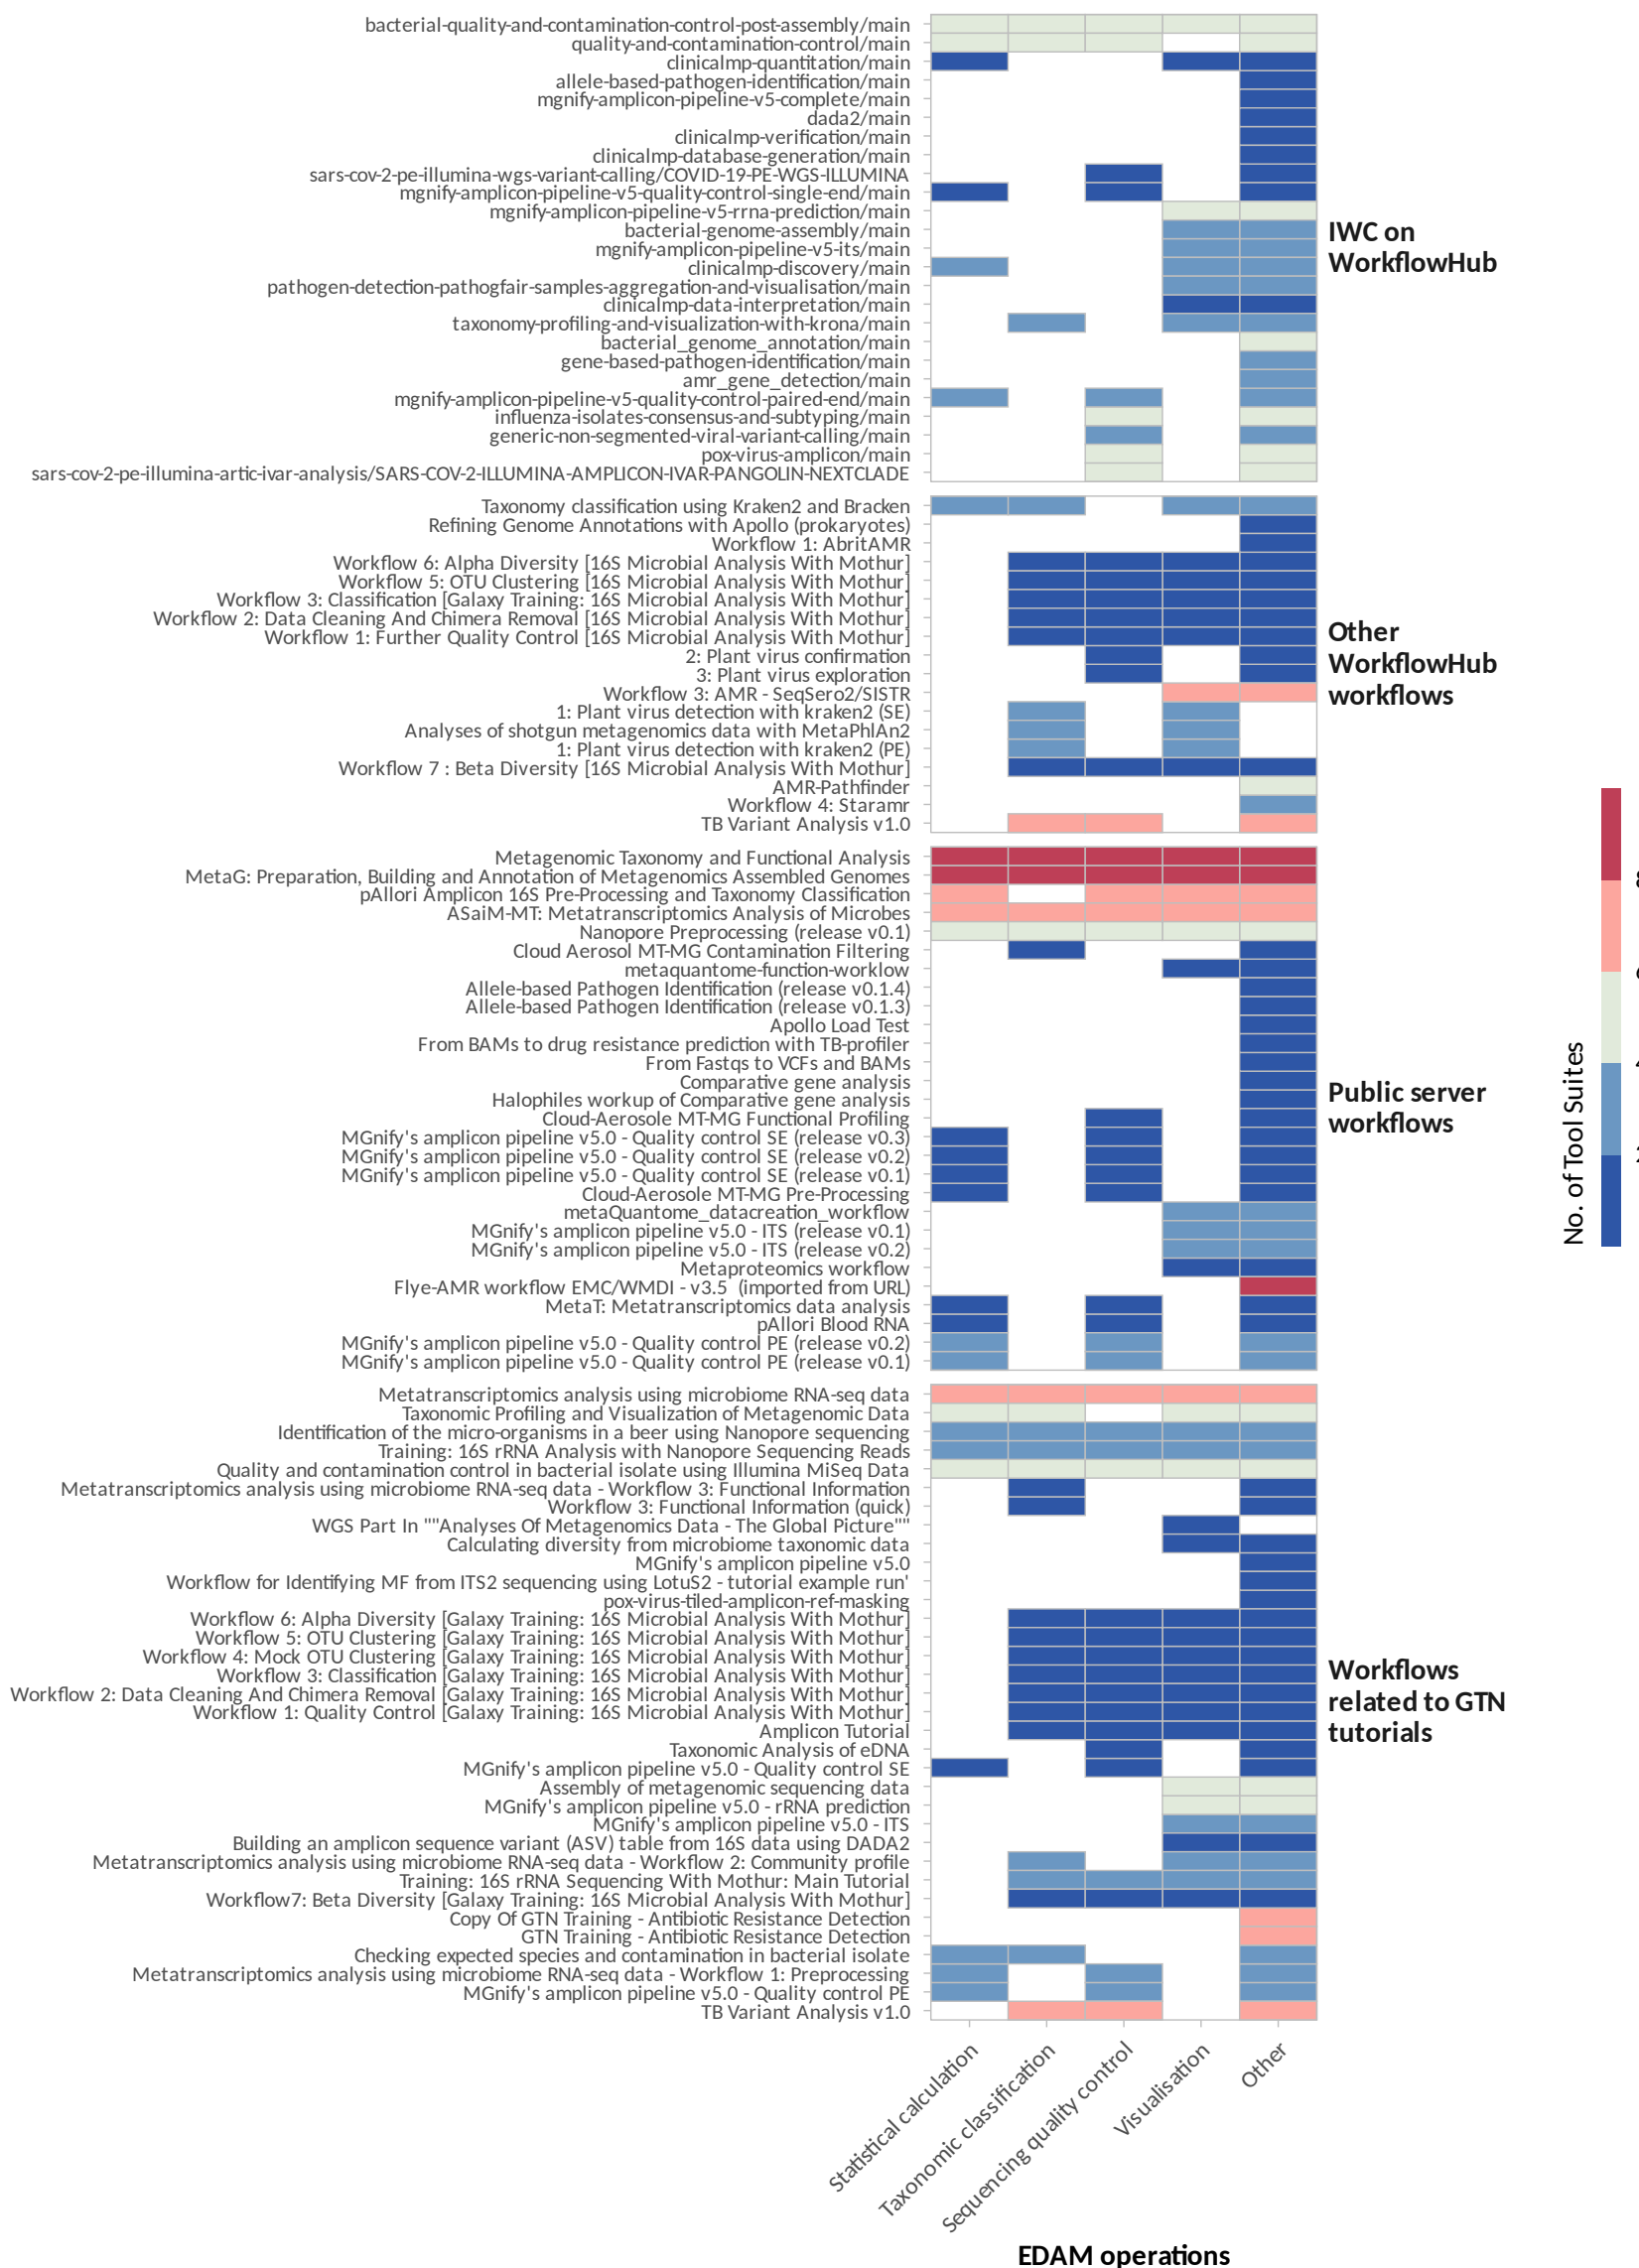 bacterial-quality-and-contamination-control-post-assembly/main
quality-and-contamination-control/main
clinicalmp-quantitation/main
allele-based-pathogen-identification/main
mgnify-amplicon-pipeline-v5-complete/main
dada2/main
clinicalmp-verification/main
clinicalmp-database-generation/main
sars-cov-2-pe-illumina-wgs-variant-calling/COVID-19-PE-WGS-ILLUMINA
mgnify-amplicon-pipeline-v5-quality-control-single-end/main
mgnify-amplicon-pipeline-v5-rrna-prediction/main
bacterial-genome-assembly/main
mgnify-amplicon-pipeline-v5-its/main
clinicalmp-discovery/main
pathogen-detection-pathogfair-samples-aggregation-and-visualisation/main
clinicalmp-data-interpretation/main
taxonomy-profiling-and-visualization-with-krona/main
bacterial_genome_annotation/main
gene-based-pathogen-identification/main
amr_gene_detection/main
mgnify-amplicon-pipeline-v5-quality-control-paired-end/main
influenza-isolates-consensus-and-subtyping/main
generic-non-segmented-viral-variant-calling/main
pox-virus-amplicon/main
sars-cov-2-pe-illumina-artic-ivar-analysis/SARS-COV-2-ILLUMINA-AMPLICON-IVAR-PANGOLIN-NEXTCLADE
IWC on
WorkflowHub
Taxonomy classification using Kraken2 and Bracken
Refining Genome Annotations with Apollo (prokaryotes)
Workflow 1: AbritAMR
Workflow 6: Alpha Diversity [16S Microbial Analysis With Mothur]
Workflow 5: OTU Clustering [16S Microbial Analysis With Mothur]
Workflow 3: Classification [Galaxy Training: 16S Microbial Analysis With Mothur]
Workflow 2: Data Cleaning And Chimera Removal [16S Microbial Analysis With Mothur]
Workflow 1: Further Quality Control [16S Microbial Analysis With Mothur]
2: Plant virus confirmation
3: Plant virus exploration
Workflow 3: AMR - SeqSero2/SISTR
1: Plant virus detection with kraken2 (SE)
Analyses of shotgun metagenomics data with MetaPhlAn2
1: Plant virus detection with kraken2 (PE)
Workflow 7 : Beta Diversity [16S Microbial Analysis With Mothur]
AMR-Pathfinder
Workflow 4: Staramr
TB Variant Analysis v1.0
Other
WorkflowHub
workflows
Metagenomic Taxonomy and Functional Analysis
MetaG: Preparation, Building and Annotation of Metagenomics Assembled Genomes
pAllori Amplicon 16S Pre-Processing and Taxonomy Classification
ASaiM-MT: Metatranscriptomics Analysis of Microbes
Nanopore Preprocessing (release v0.1)
Cloud Aerosol MT-MG Contamination Filtering
metaquantome-function-worklow
Allele-based Pathogen Identification (release v0.1.4)
Allele-based Pathogen Identification (release v0.1.3)
Apollo Load Test
From BAMs to drug resistance prediction with TB-profiler
From Fastqs to VCFs and BAMs
Comparative gene analysis
Halophiles workup of Comparative gene analysis
Cloud-Aerosole MT-MG Functional Profiling
MGnify's amplicon pipeline v5.0 - Quality control SE (release v0.3)
MGnify's amplicon pipeline v5.0 - Quality control SE (release v0.2)
MGnify's amplicon pipeline v5.0 - Quality control SE (release v0.1)
Cloud-Aerosole MT-MG Pre-Processing
metaQuantome_datacreation_workflow
MGnify's amplicon pipeline v5.0 - ITS (release v0.1)
MGnify's amplicon pipeline v5.0 - ITS (release v0.2)
Metaproteomics workflow
Flye-AMR workflow EMC/WMDI - v3.5  (imported from URL)
MetaT: Metatranscriptomics data analysis
pAllori Blood RNA
MGnify's amplicon pipeline v5.0 - Quality control PE (release v0.2)
MGnify's amplicon pipeline v5.0 - Quality control PE (release v0.1)
Public server
workflows
No. of Tool Suites
Metatranscriptomics analysis using microbiome RNA-seq data
Taxonomic Profiling and Visualization of Metagenomic Data
Identification of the micro-organisms in a beer using Nanopore sequencing
Training: 16S rRNA Analysis with Nanopore Sequencing Reads
Quality and contamination control in bacterial isolate using Illumina MiSeq Data
Metatranscriptomics analysis using microbiome RNA-seq data - Workflow 3: Functional Information
Workflow 3: Functional Information (quick)
WGS Part In ""Analyses Of Metagenomics Data - The Global Picture""
Calculating diversity from microbiome taxonomic data
MGnify's amplicon pipeline v5.0
Workflow for Identifying MF from ITS2 sequencing using LotuS2 - tutorial example run'
pox-virus-tiled-amplicon-ref-masking
Workflow 6: Alpha Diversity [Galaxy Training: 16S Microbial Analysis With Mothur]
Workflow 5: OTU Clustering [Galaxy Training: 16S Microbial Analysis With Mothur]
Workflow 4: Mock OTU Clustering [Galaxy Training: 16S Microbial Analysis With Mothur]
Workflow 3: Classification [Galaxy Training: 16S Microbial Analysis With Mothur]
Workflow 2: Data Cleaning And Chimera Removal [Galaxy Training: 16S Microbial Analysis With Mothur]
Workflow 1: Quality Control [Galaxy Training: 16S Microbial Analysis With Mothur]
Amplicon Tutorial
Taxonomic Analysis of eDNA
MGnify's amplicon pipeline v5.0 - Quality control SE
Assembly of metagenomic sequencing data
MGnify's amplicon pipeline v5.0 - rRNA prediction
MGnify's amplicon pipeline v5.0 - ITS
Building an amplicon sequence variant (ASV) table from 16S data using DADA2
Metatranscriptomics analysis using microbiome RNA-seq data - Workflow 2: Community profile
Training: 16S rRNA Sequencing With Mothur: Main Tutorial
Workflow7: Beta Diversity [Galaxy Training: 16S Microbial Analysis With Mothur]
Copy Of GTN Training - Antibiotic Resistance Detection
GTN Training - Antibiotic Resistance Detection
Checking expected species and contamination in bacterial isolate
Metatranscriptomics analysis using microbiome RNA-seq data - Workflow 1: Preprocessing
MGnify's amplicon pipeline v5.0 - Quality control PE
TB Variant Analysis v1.0
Workflows
related to GTN
tutorials
Statistical calculation
Taxonomic classification
Sequencing quality control
Visualisation
Other
EDAM operations